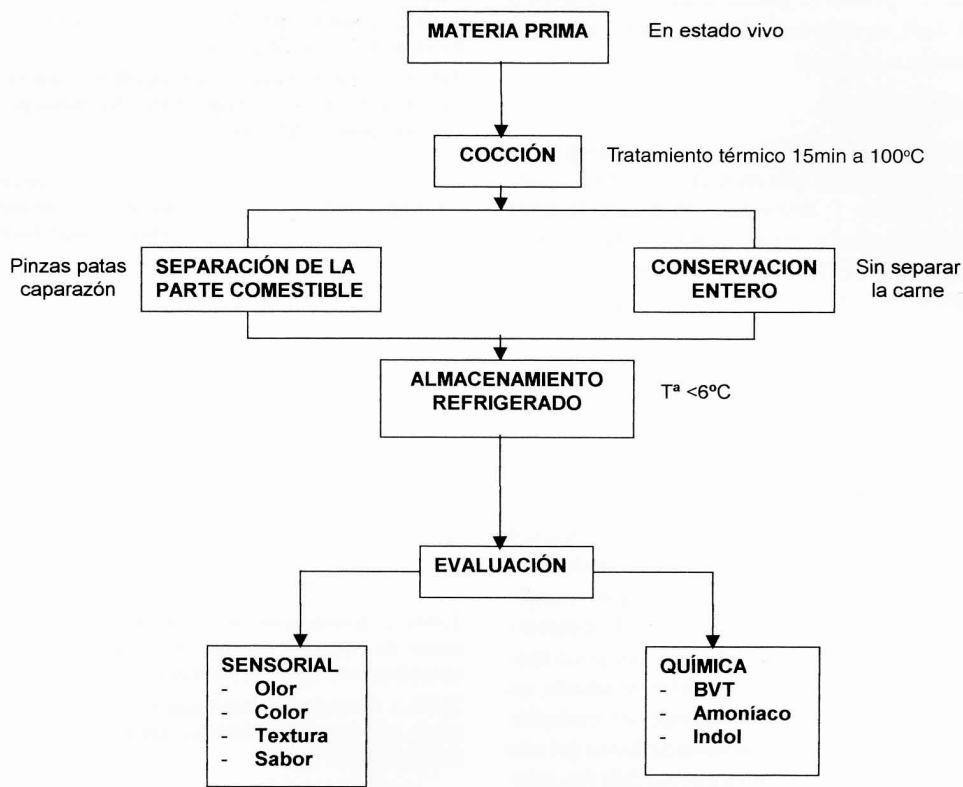 MATERIA PRIMA
En estado vivo
COCCIÓN
Tratamiento térmico 15min a 100ºC
Pinzas patas
caparazón
SEPARACIÓN DE LA
PARTE COMESTIBLE
CONSERVACION
ENTERO
Sin separar
la carne
ALMACENAMIENTO
REFRIGERADO
Tª <6ºC
EVALUACIÓN
SENSORIAL
- Olor
- Color
- Textura
- Sabor
QUÍMICA
- BVT
- Amoníaco
- Indol